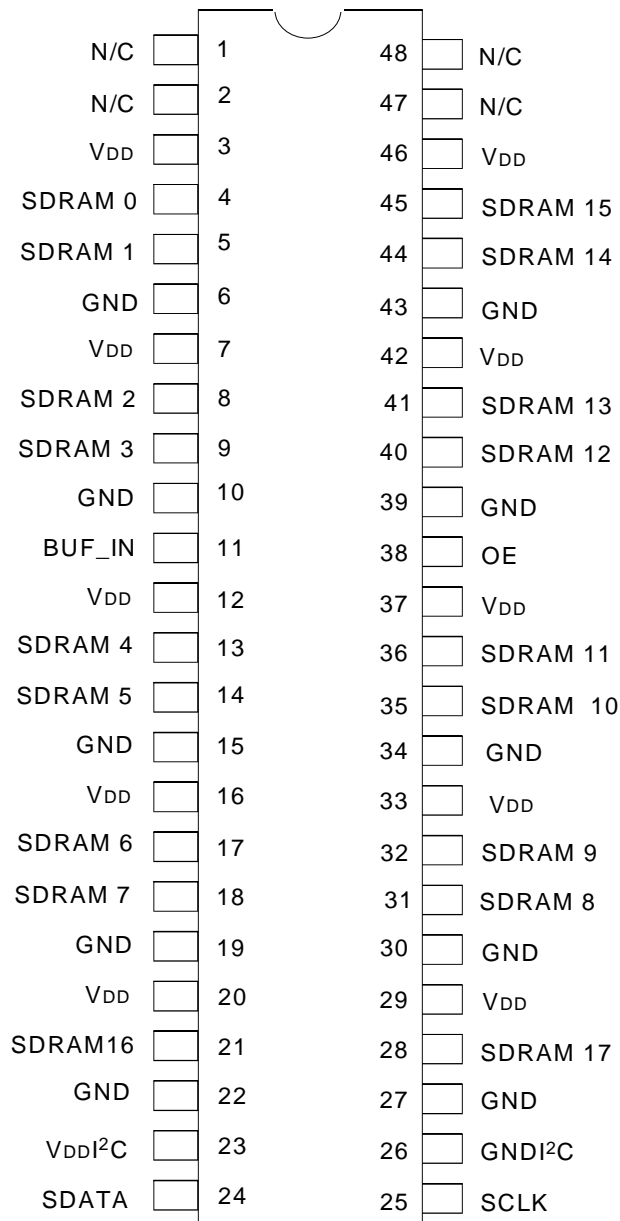 N/C 1 48 N/C
N/C 2 47 N/C
VDD 3 46 VDD
SDRAM 0 4 45 SDRAM 15
SDRAM 1 5 44 SDRAM 14
GND 6 43 GND
VDD 7 42 VDD
SDRAM 2 8 41 SDRAM 13
SDRAM 3 9 40 SDRAM 12
GND 10 39 GND
BUF_IN 11 38 OE
VDD 12 37 VDD
SDRAM 4 13 36 SDRAM 11
SDRAM 5 14 35 SDRAM 10
GND 15 34 GND
VDD 16 33 VDD
SDRAM 6 17 32 SDRAM 9
SDRAM 7 18 31 SDRAM 8
GND 19 30 GND
VDD 20 29 VDD
SDRAM16 21 28 SDRAM 17
GND 22 27 GND
VDDI²C 23 26 GNDI²C
SDATA 24 25 SCLK